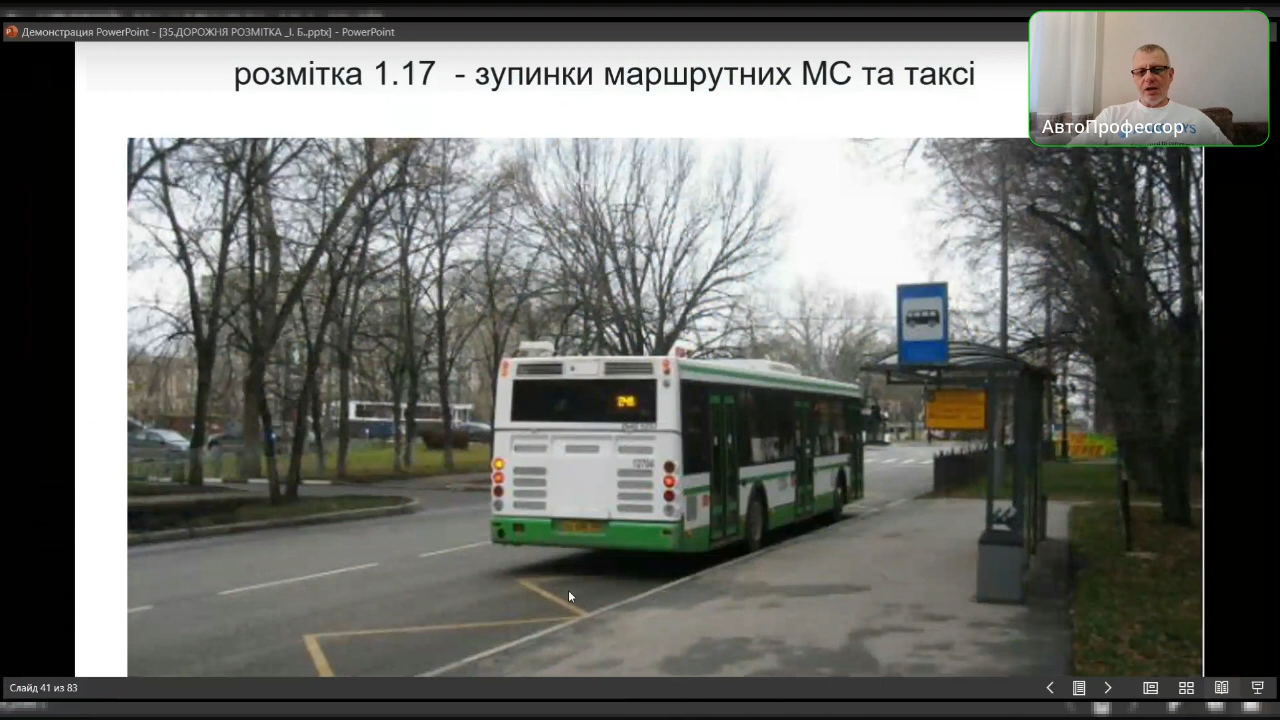 Демонстрация PowerPoint - [35.ДОРОЖНЯ РОЗМІТКА _І. Б..pptx] - PowerPoint
розмітка 1.17 - зупинки маршрутних МС та таксі
АвтоПрофессор
Слайд 41 из 83